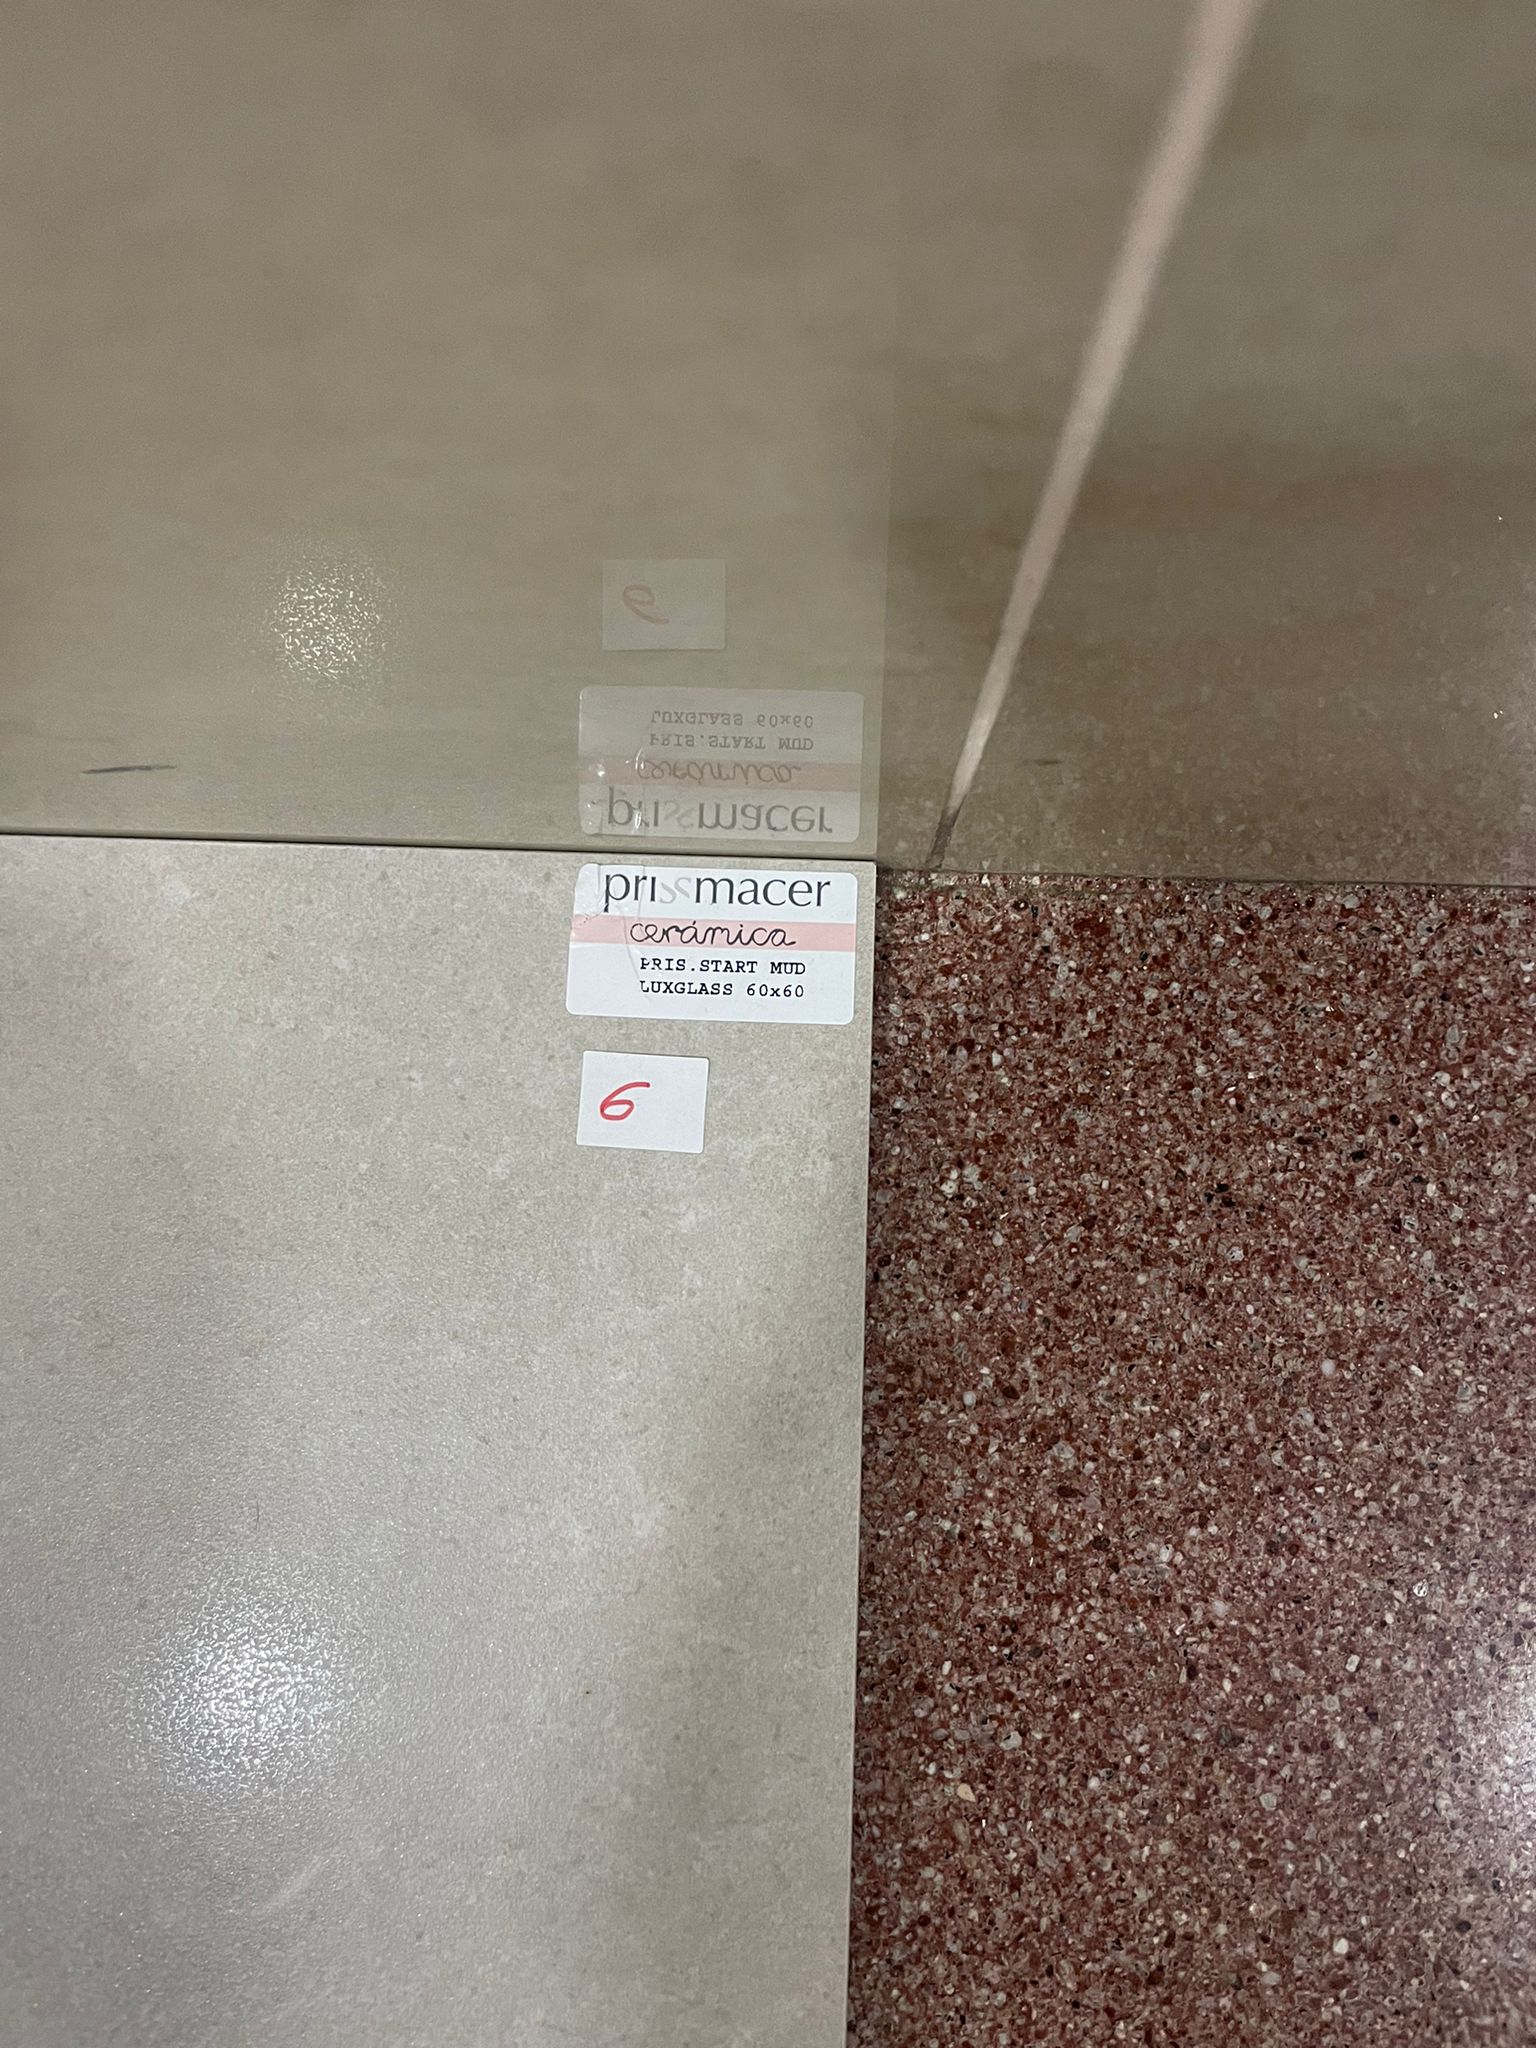 prissmacer
cerámica
PRIS.START MUD
LUXGLASS 60x60
6